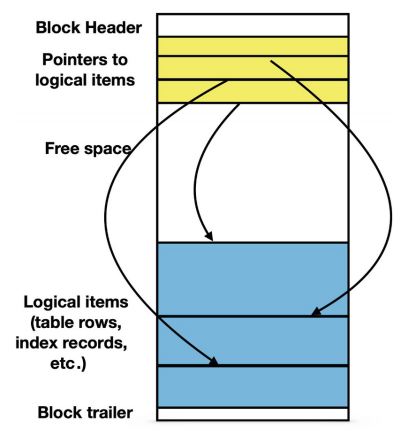 Block Header
Pointers to
logical items
Free space
Logical items
(table rows,
index records,
etc.)
Block trailer